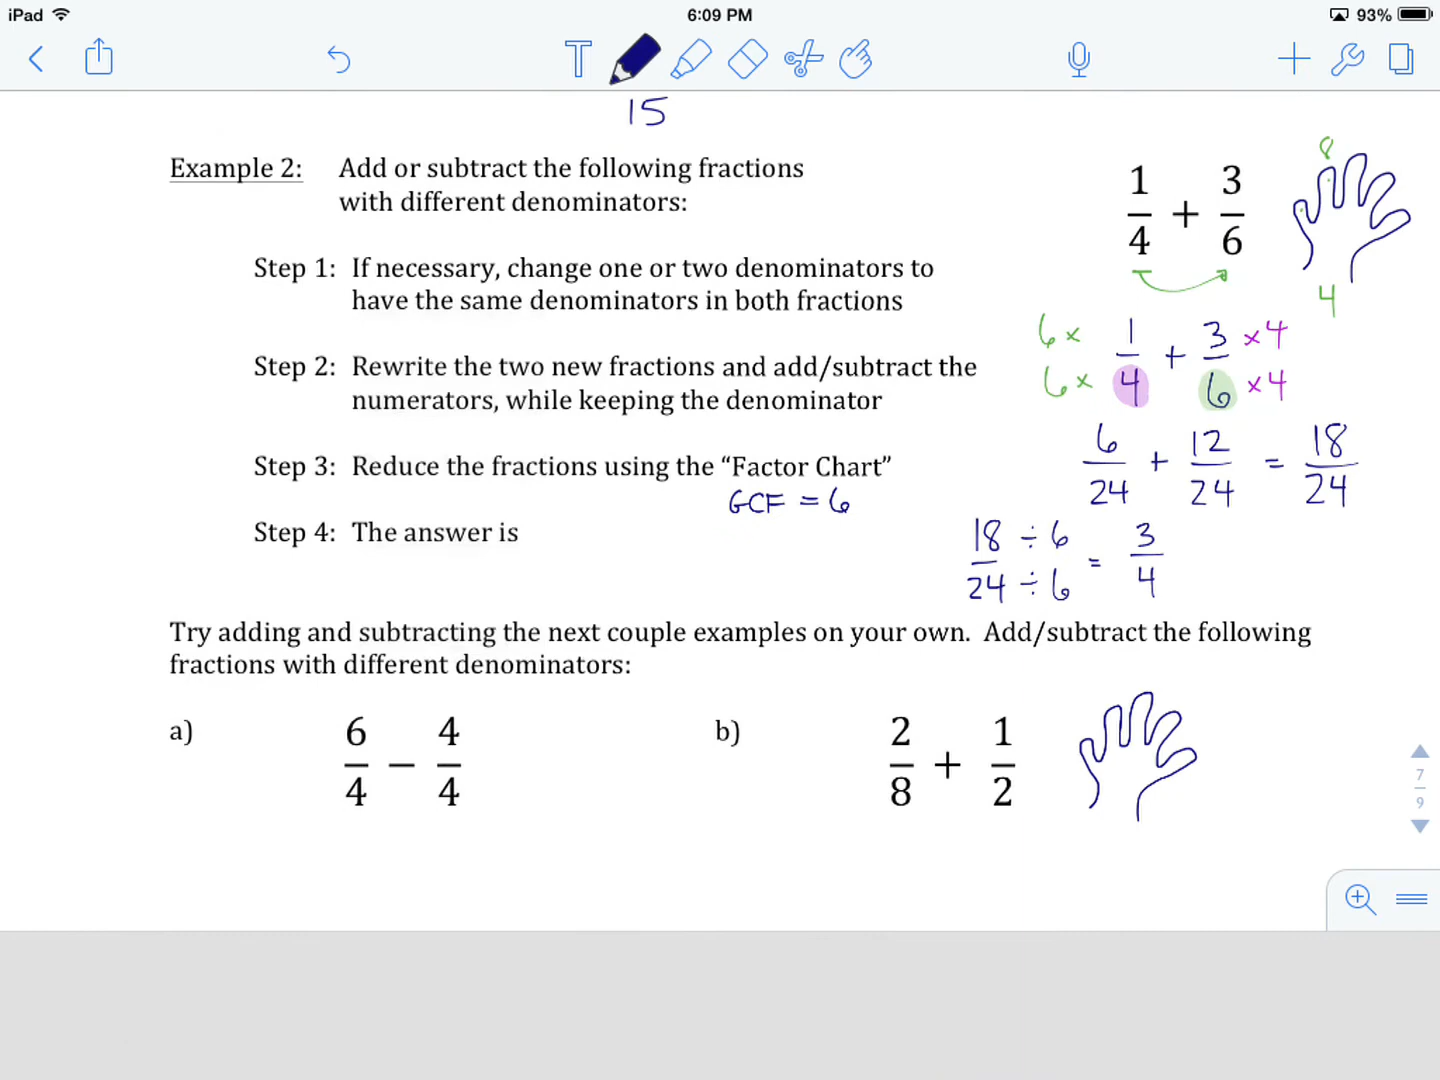 iPad 6:09 PM 93%
T
15
Example 2: Add or subtract the following fractions
with different denominators:
1/4 + 3/6
8
4
Step 1: If necessary, change one or two denominators to
have the same denominators in both fractions
6 × 1/4 + 3/6 × 4
6 × × 4
Step 2: Rewrite the two new fractions and add/subtract the
numerators, while keeping the denominator
6/24 + 12/24 = 18/24
Step 3: Reduce the fractions using the “Factor Chart”
GCF = 6
Step 4: The answer is
18 ÷ 6 / 24 ÷ 6 = 3/4
Try adding and subtracting the next couple examples on your own. Add/subtract the following
fractions with different denominators:
a) 6/4 − 4/4
b) 2/8 + 1/2
7
9